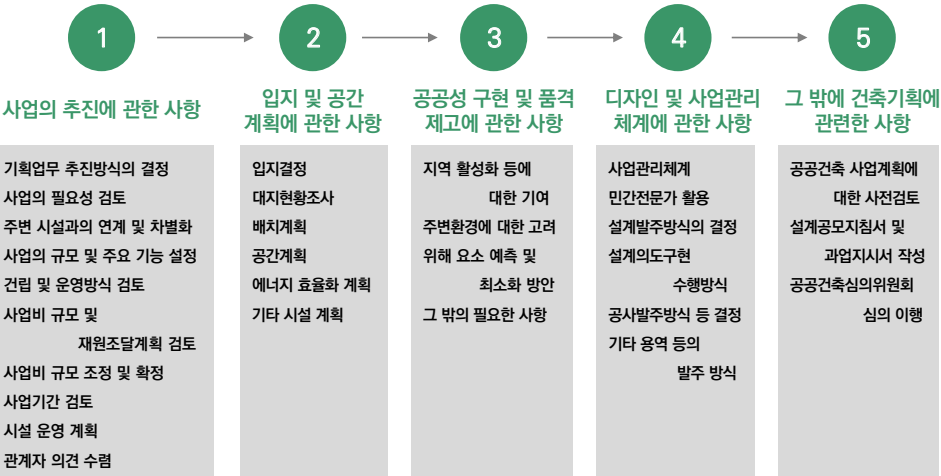 1
2
3
4
5
사업의 추진에 관한 사항
입지 및 공간
계획에 관한 사항
공공성 구현 및 품격
제고에 관한 사항
디자인 및 사업관리
체계에 관한 사항
그 밖에 건축기획에
관련한 사항
기획업무 추진방식의 결정
사업의 필요성 검토
주변 시설과의 연계 및 차별화
사업의 규모 및 주요 기능 설정
건립 및 운영방식 검토
사업비 규모 및
재원조달계획 검토
사업비 규모 조정 및 확정
사업기간 검토
시설 운영 계획
관계자 의견 수렴
입지결정
대지현황조사
배치계획
공간계획
에너지 효율화 계획
기타 시설 계획
지역 활성화 등에
대한 기여
주변환경에 대한 고려
위해 요소 예측 및
최소화 방안
그 밖의 필요한 사항
사업관리체계
민간전문가 활용
설계발주방식의 결정
설계의도구현
수행방식
공사발주방식 등 결정
기타 용역 등의
발주 방식
공공건축 사업계획에
대한 사전검토
설계공모지침서 및
과업지시서 작성
공공건축심의위원회
심의 이행